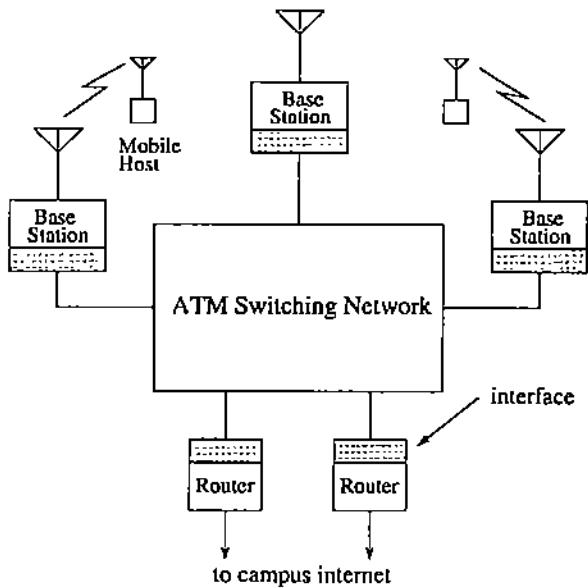 Base
Station
Mobile
Host
Base
Station
Base
Station
ATM Switching Network
interface
Router
Router
to campus internet